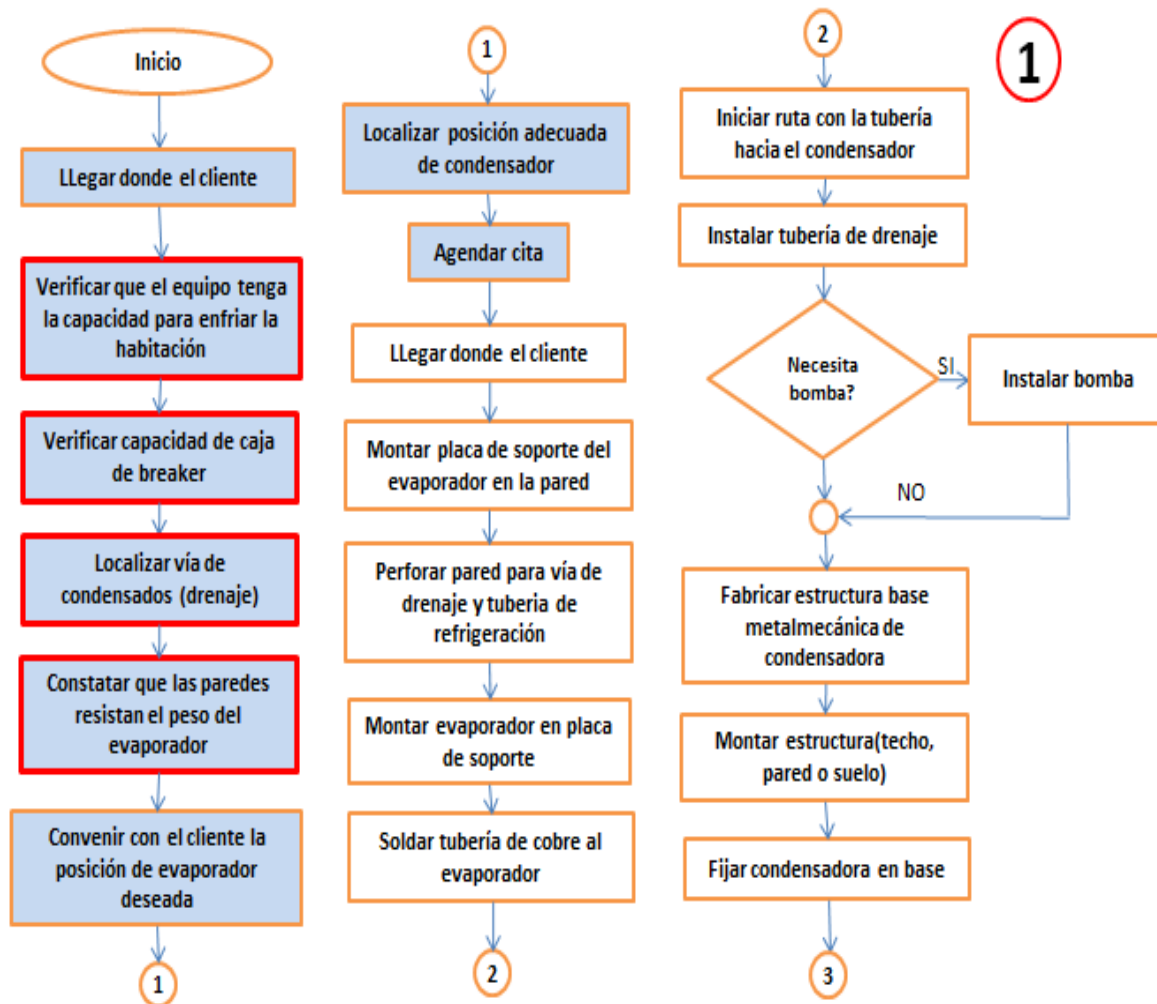 Inicio
LLegar donde el cliente
Verificar que el equipo tenga
la capacidad para enfriar la
habitación
Verificar capacidad de caja
de breaker
Localizar vía de
condensados (drenaje)
Constatar que las paredes
resistan el peso del
evaporador
Convenir con el cliente la
posición de evaporador
deseada
1
1
Localizar posición adecuada
de condensador
Agendar cita
LLegar donde el cliente
Montar placa de soporte del
evaporador en la pared
Perforar pared para vía de
drenaje y tuberia de
refrigeración
Montar evaporador en placa
de soporte
Soldar tubería de cobre al
evaporador
2
2
Iniciar ruta con la tubería
hacia el condensador
Instalar tubería de drenaje
Necesita
bomba?
SI
Instalar bomba
NO
Fabricar estructura base
metalmecánica de
condensadora
Montar estructura(techo,
pared o suelo)
Fijar condensadora en base
3
1